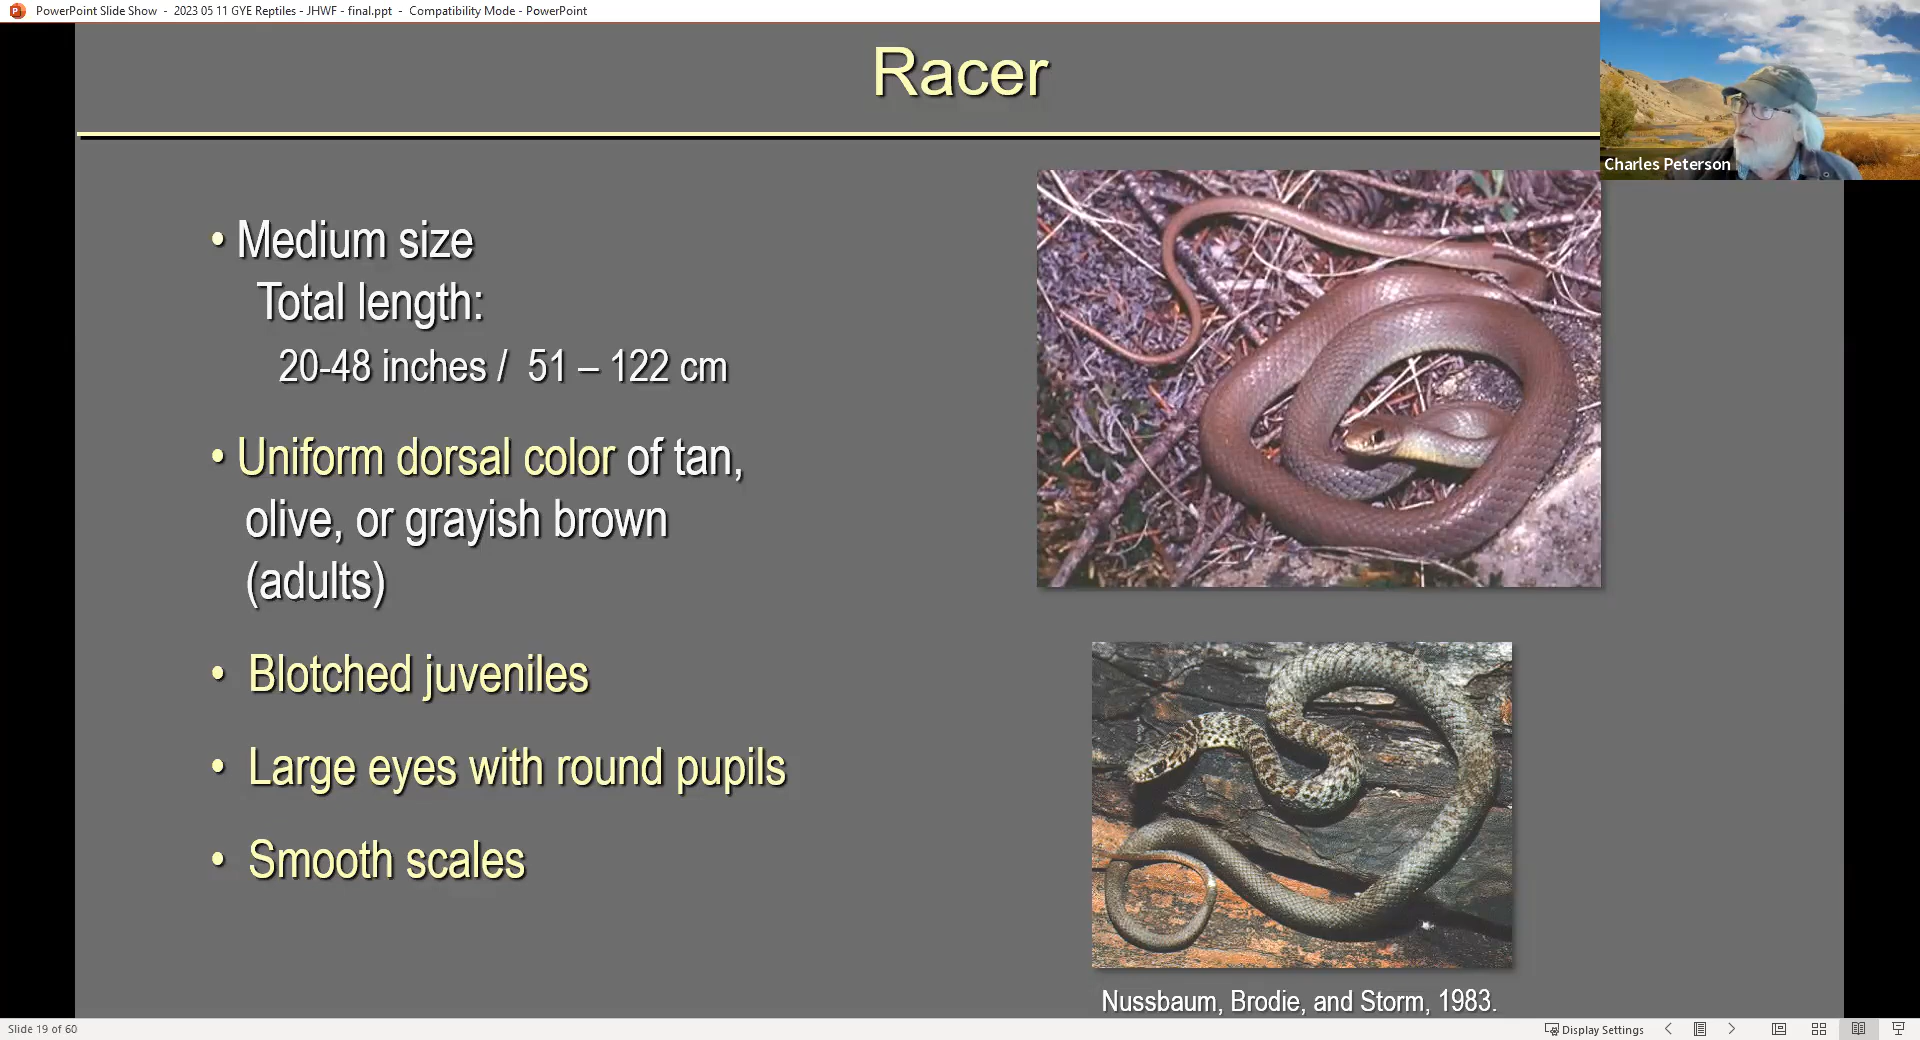 PowerPoint Slide Show - 2023 05 11 GYE Reptiles - JHWF - final.ppt - Compatibility Mode - PowerPoint
Racer
Charles Peterson
• Medium size
Total length:
20-48 inches / 51 – 122 cm
• Uniform dorsal color of tan,
olive, or grayish brown
(adults)
• Blotched juveniles
• Large eyes with round pupils
• Smooth scales
Nussbaum, Brodie, and Storm, 1983.
Slide 19 of 60
Display Settings